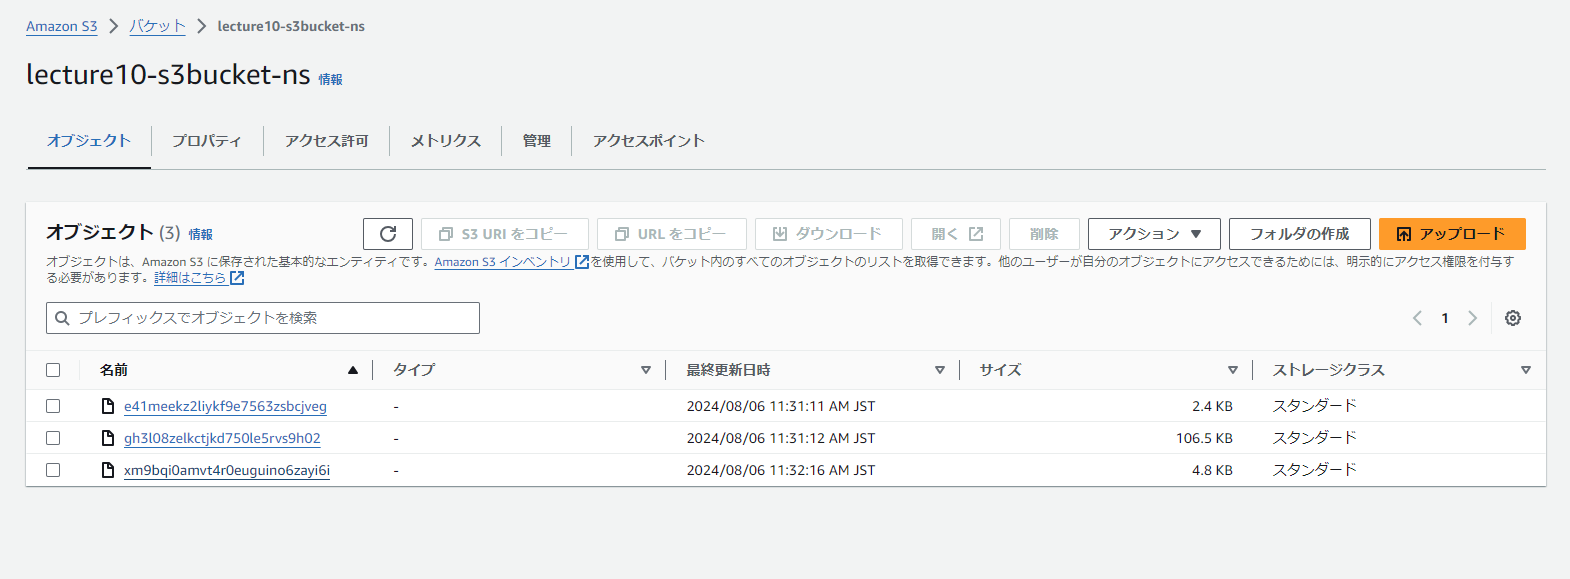 Amazon S3 > バケット > lecture10-s3bucket-ns
lecture10-s3bucket-ns 情報
オブジェクト プロパティ アクセス許可 メトリクス 管理 アクセスポイント
オブジェクト (3) 情報 S3 URI をコピー URL をコピー ダウンロード 開く 削除 アクション フォルダの作成 アップロード
オブジェクトは、Amazon S3 に保存された基本的なエンティティです。Amazon S3 インベントリ を使用して、バケット内のすべてのオブジェクトのリストを取得できます。他のユーザーが自分のオブジェクトにアクセスできるためには、明示的にアクセス権限を付与す
る必要があります。詳細はこちら
プレフィックスでオブジェクトを検索 1
名前 タイプ 最終更新日時 サイズ ストレージクラス
e41meekz2liykf9e7563zsbcjveg - 2024/08/06 11:31:11 AM JST 2.4 KB スタンダード
gh3l08zelkctjkd750le5rvs9h02 - 2024/08/06 11:31:12 AM JST 106.5 KB スタンダード
xm9bqi0amvt4r0euguino6zayi6i - 2024/08/06 11:32:16 AM JST 4.8 KB スタンダード